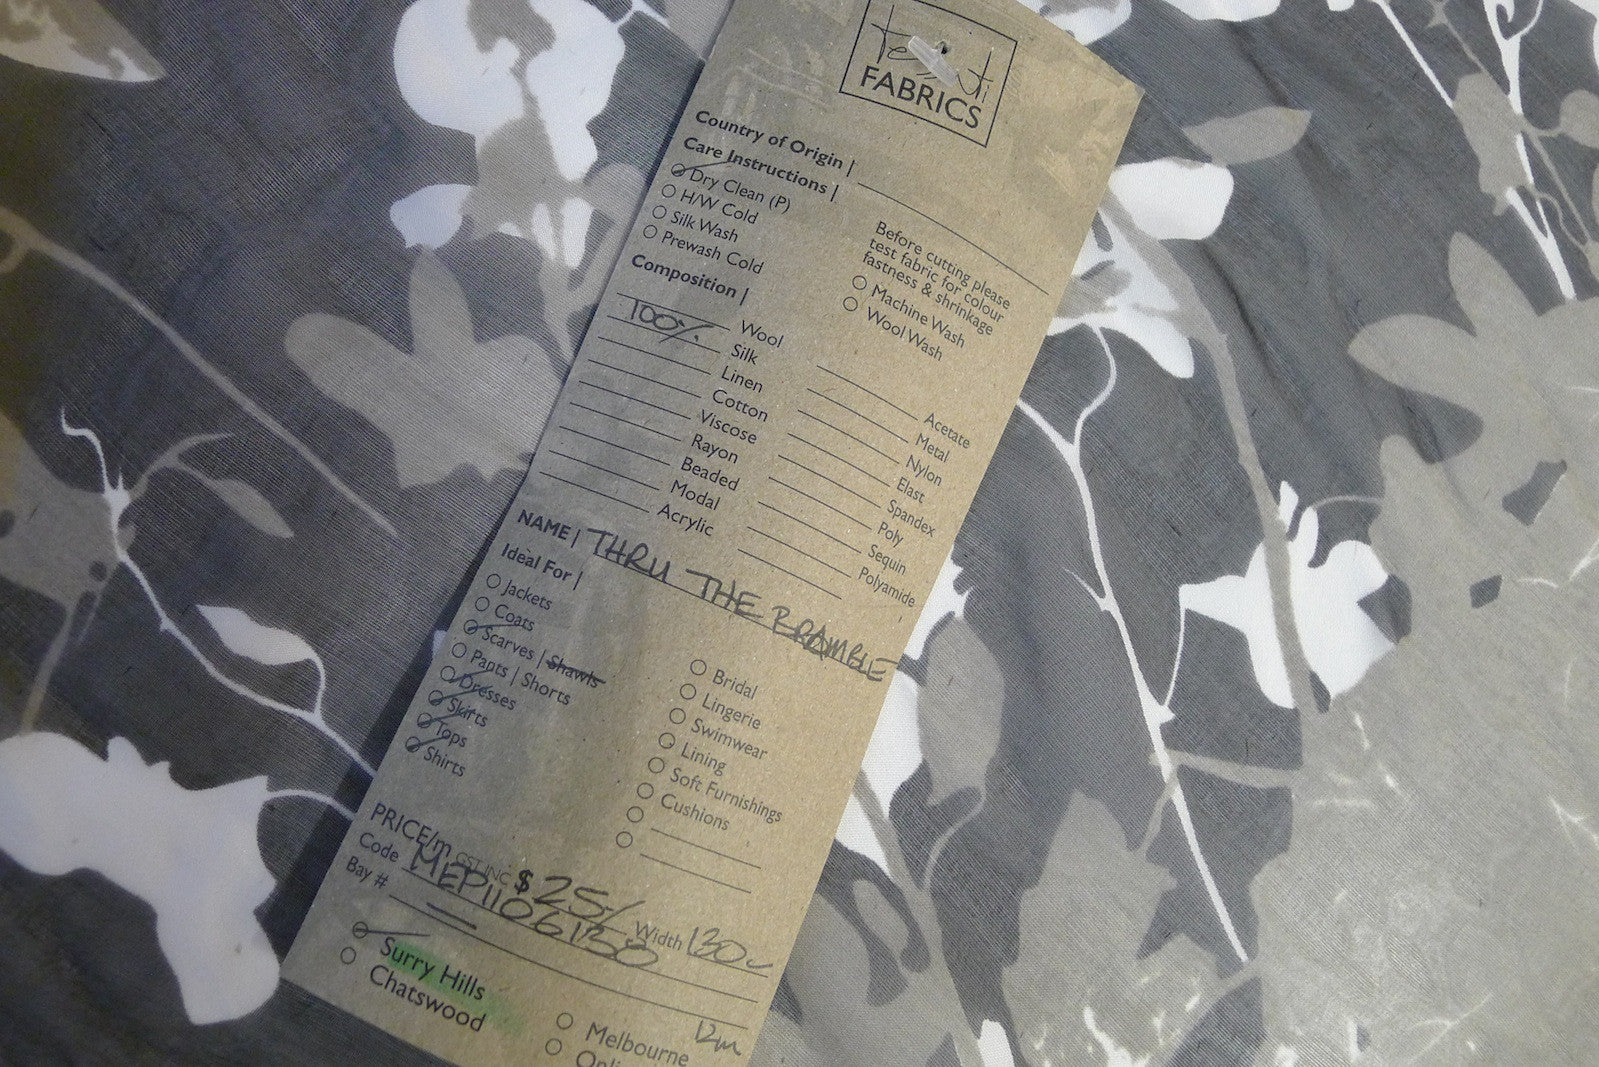 Tessuti
FABRICS
Country of Origin |
Care Instructions |
Dry Clean (P)
H/W Cold
Silk Wash
Prewash Cold
Before cutting please
test fabric for colour
fastness & shrinkage
Machine Wash
Wool Wash
Composition |
Wool
100% Silk
Linen
Cotton
Viscose
Rayon
Beaded
Modal
Acrylic
Acetate
Metal
Nylon
Elast
Spandex
Poly
Sequin
Polyamide
NAME | THRU THE BRAMBLE
Ideal For |
Jackets
Coats
Scarves | Shawls
Pants | Shorts
Dresses
Skirts
Tops
Shirts
Bridal
Lingerie
Swimwear
Lining
Soft Furnishings
Cushions
PRICE/m GST INC $25/- Width 130
Code
Bay #
Surry Hills
Chatswood
12m
Melbourne